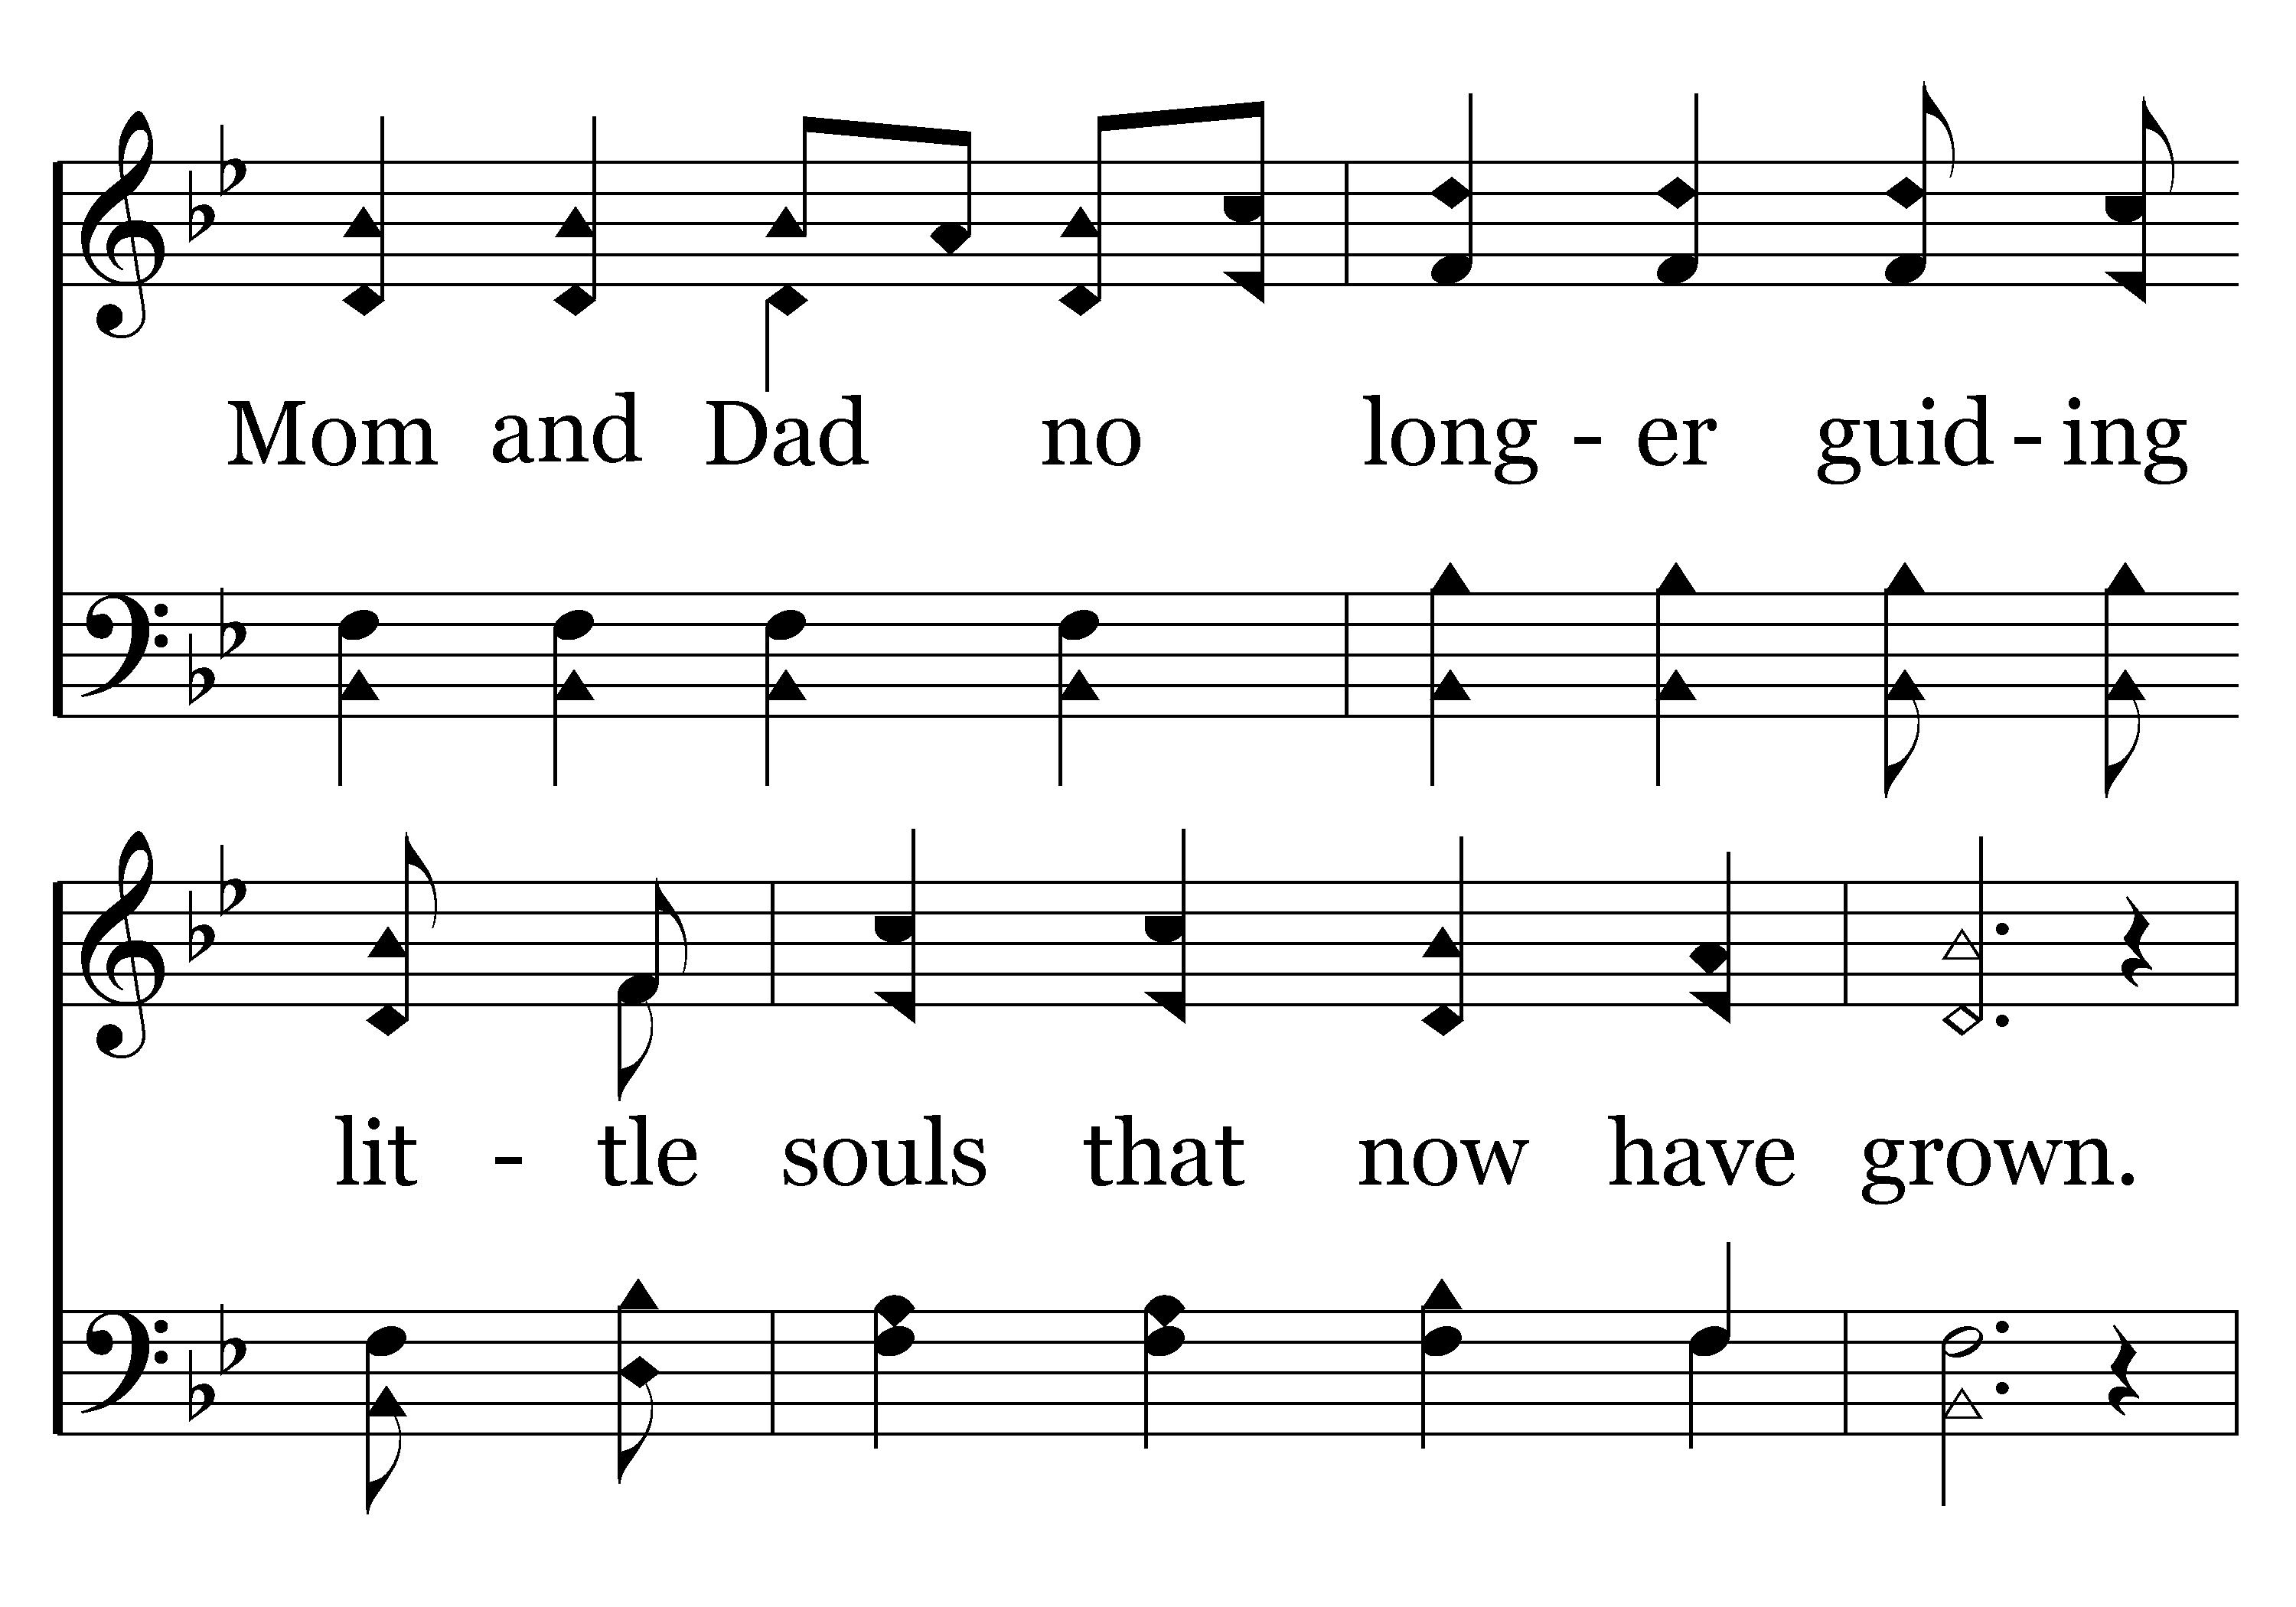 Mom and Dad no long - er guid - ing
lit - tle souls that now have grown.